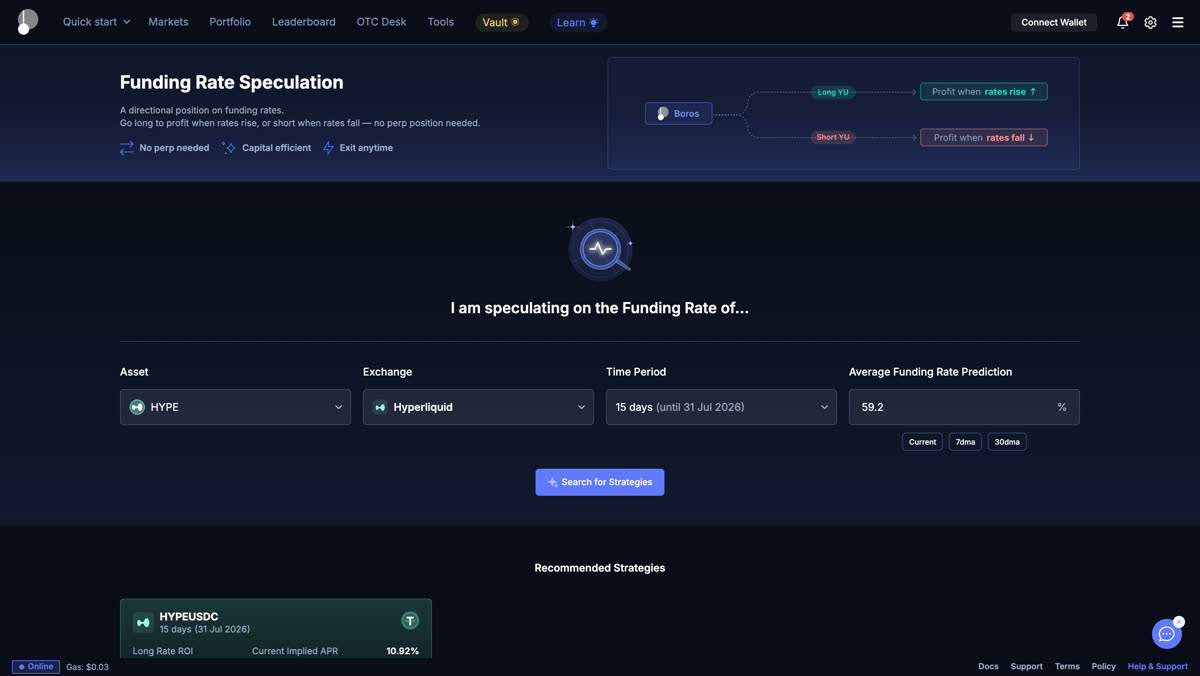 Quick start Markets Portfolio Leaderboard OTC Desk Tools Vault Learn Connect Wallet 2
Funding Rate Speculation
A directional position on funding rates.
Go long to profit when rates rise, or short when rates fall — no perp position needed.
No perp needed Capital efficient Exit anytime
Boros
Long YU
Profit when rates rise ↑
Short YU
Profit when rates fall ↓
I am speculating on the Funding Rate of...
Asset Exchange Time Period Average Funding Rate Prediction
HYPE Hyperliquid 15 days (until 31 Jul 2026) 59.2 %
Current 7dma 30dma
Search for Strategies
Recommended Strategies
HYPEUSDC
15 days (31 Jul 2026)
Long Rate ROI Current Implied APR 10.92%
Online Gas: $0.03 Docs Support Terms Policy Help & Support